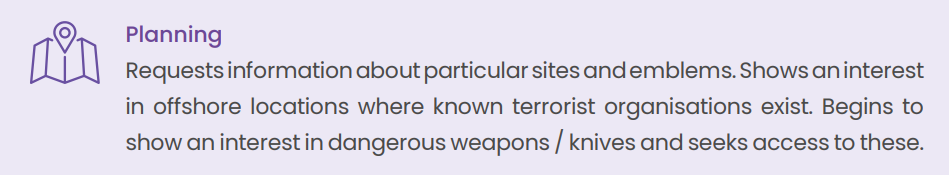 Planning
Requests information about particular sites and emblems. Shows an interest
in offshore locations where known terrorist organisations exist. Begins to
show an interest in dangerous weapons / knives and seeks access to these.